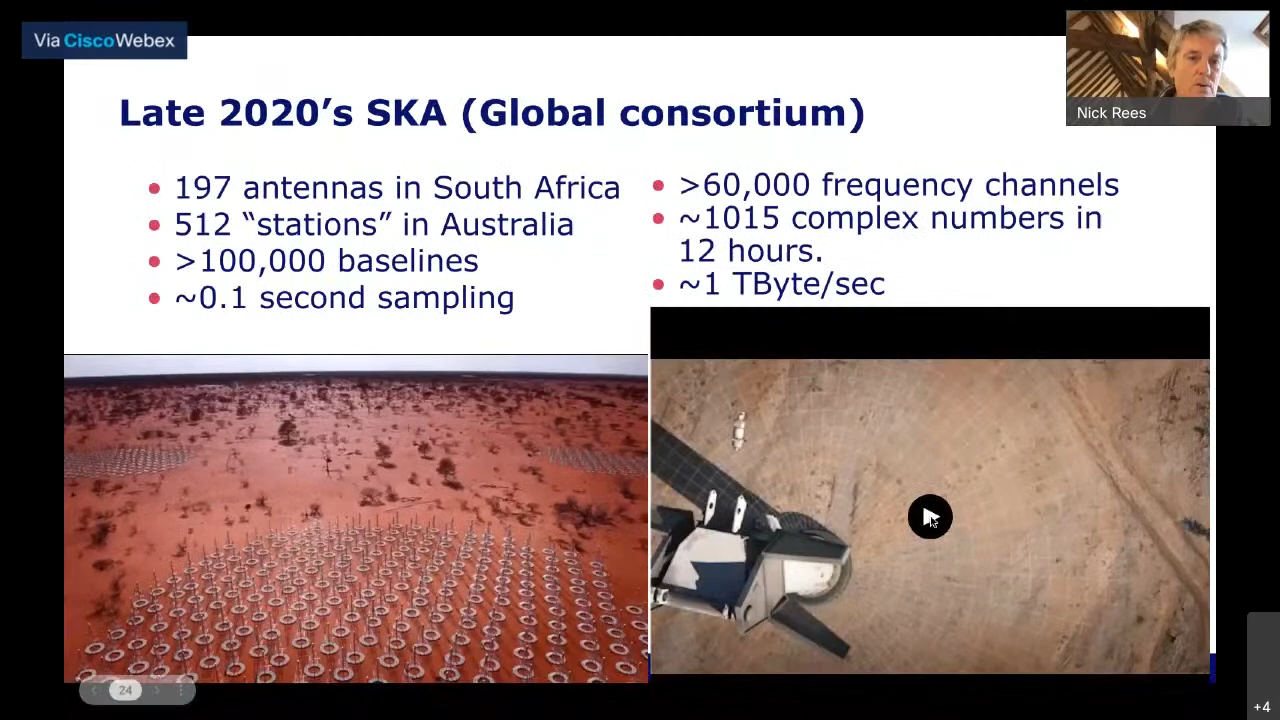 Via Cisco Webex
Nick Rees
Late 2020’s SKA (Global consortium)
197 antennas in South Africa
512 “stations” in Australia
>100,000 baselines
~0.1 second sampling
>60,000 frequency channels
~1015 complex numbers in
12 hours.
~1 TByte/sec
24
+4